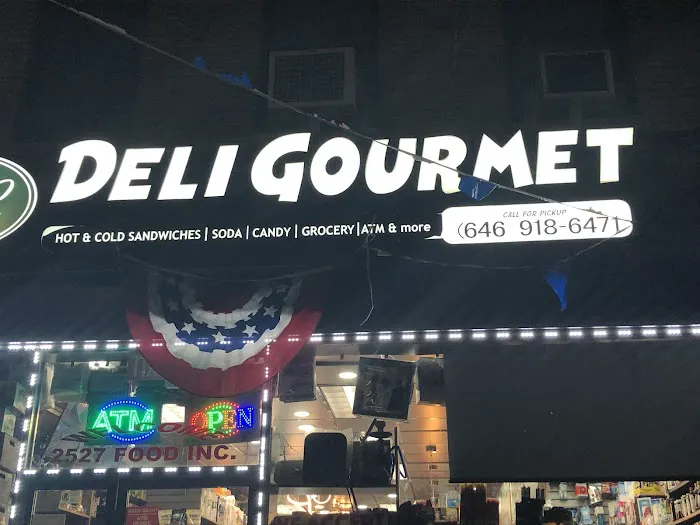 DELI GOURMET
HOT & COLD SANDWICHES | SODA | CANDY | GROCERY | ATM & more
CALL FOR PICKUP
(646 918-6471
ATM
OPEN
2527 FOOD INC.